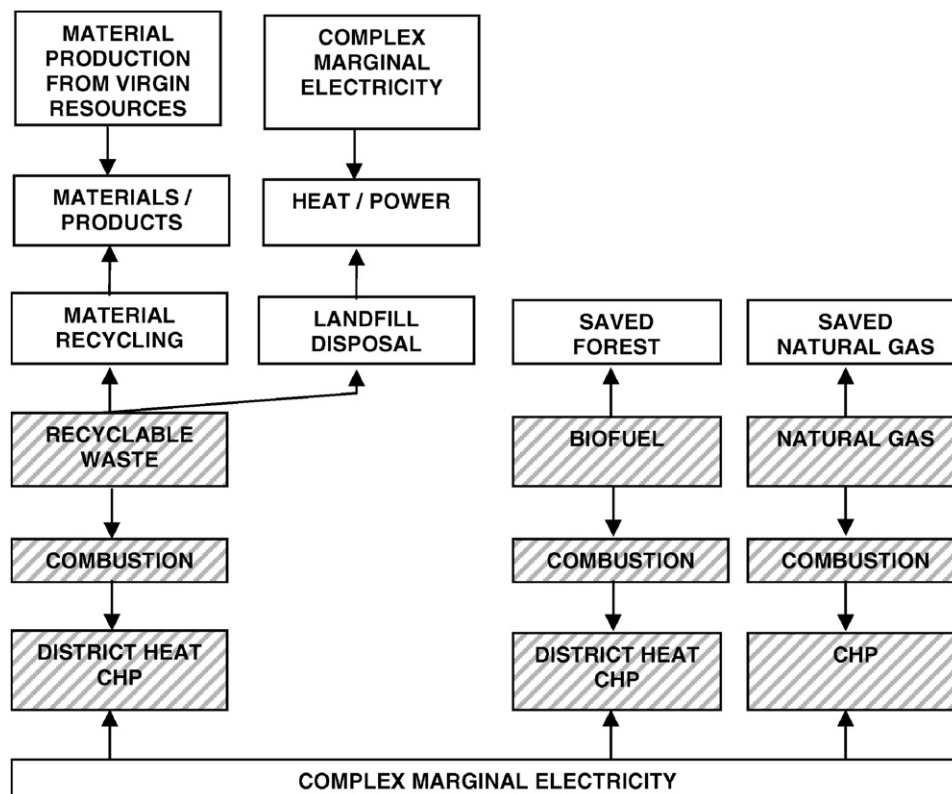 MATERIAL
PRODUCTION
FROM VIRGIN
RESOURCES
COMPLEX
MARGINAL
ELECTRICITY
MATERIALS /
PRODUCTS
HEAT / POWER
MATERIAL
RECYCLING
LANDFILL
DISPOSAL
SAVED
FOREST
SAVED
NATURAL GAS
RECYCLABLE
WASTE
BIOFUEL
NATURAL GAS
COMBUSTION
COMBUSTION
COMBUSTION
DISTRICT HEAT
CHP
DISTRICT HEAT
CHP
CHP
COMPLEX MARGINAL ELECTRICITY